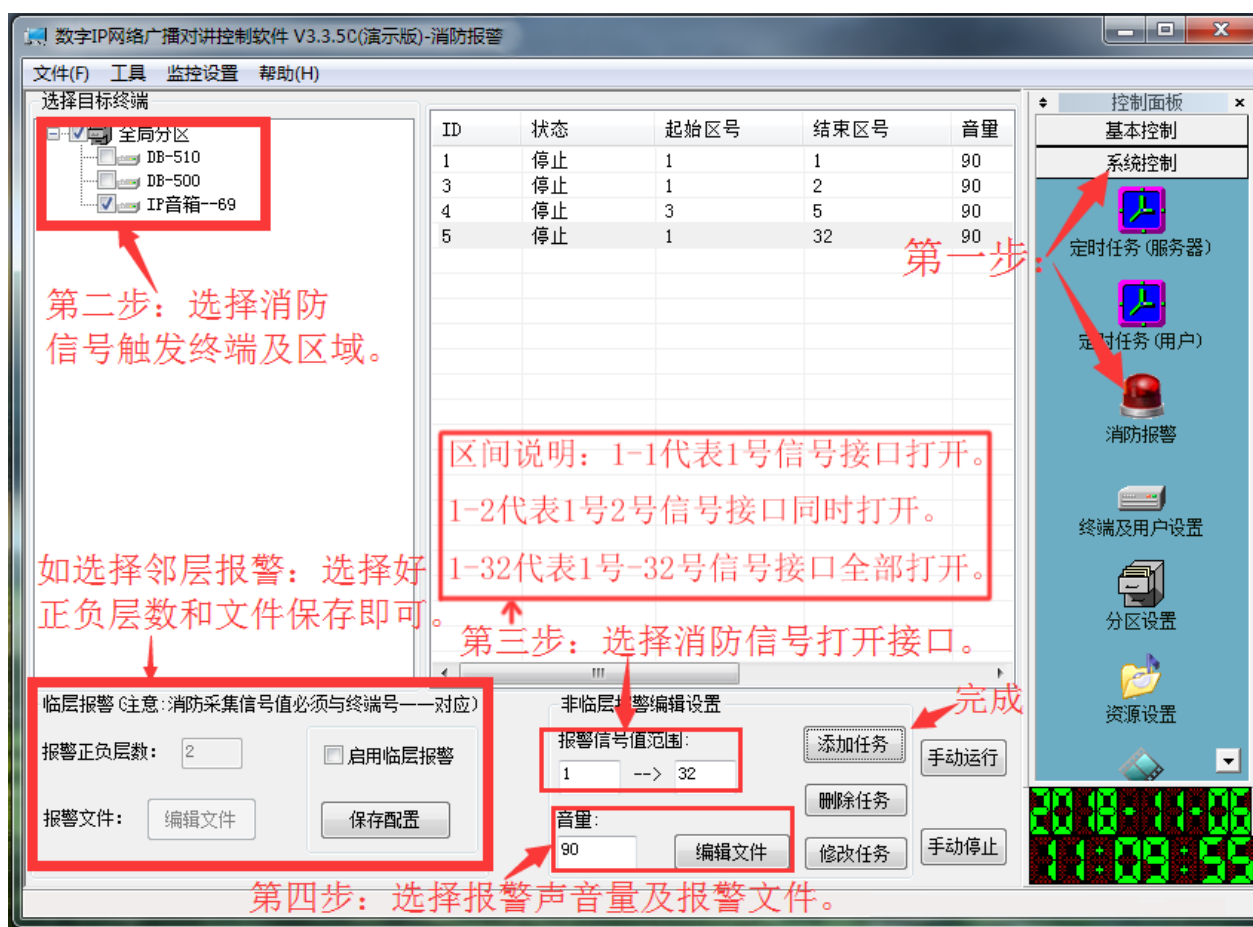 数字IP网络广播对讲控制软件 V3.3.50(演示版)-消防报警
文件(F) 工具 监控设置 帮助(H)
选择目标终端
全局分区
DB-510
DB-500
IP音箱--69
第二步：选择消防
信号触发终端及区域。
ID 状态 起始区号 结束区号 音量
1 停止 1 1 90
3 停止 1 2 90
4 停止 3 5 90
5 停止 1 32 90
第一步：
区间说明：1-1代表1号信号接口打开。
1-2代表1号2号信号接口同时打开。
1-32代表1号-32号信号接口全部打开。
如选择邻层报警：选择好
正负层数和文件保存即可。
第三步：选择消防信号打开接口。
完成
临层报警(注意:消防采集信号值必须与终端号一一对应)
报警正负层数： 2
启用临层报警
报警文件： 编辑文件
保存配置
非临层报警编辑设置
报警信号值范围:
1 --> 32
音量:
90 编辑文件
添加任务
删除任务
修改任务
手动运行
手动停止
第四步：选择报警声音量及报警文件。
控制面板
基本控制
系统控制
定时任务(服务器)
定时任务(用户)
消防报警
终端及用户设置
分区设置
资源设置
2018-11-06
11:09:55